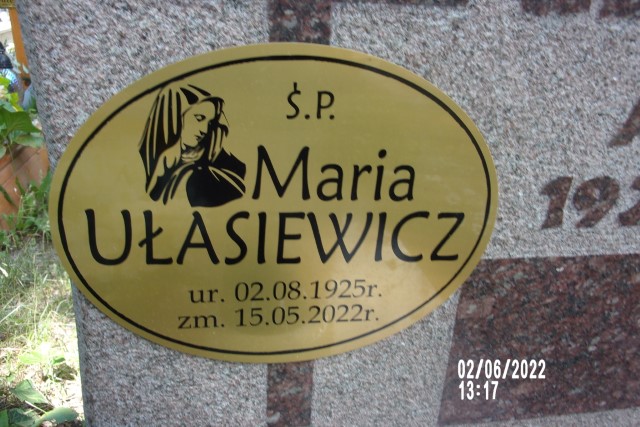 Ś.P.
Maria
UŁASIEWICZ
ur. 02.08.1925r.
zm. 15.05.2022r.
02/06/2022
13:17